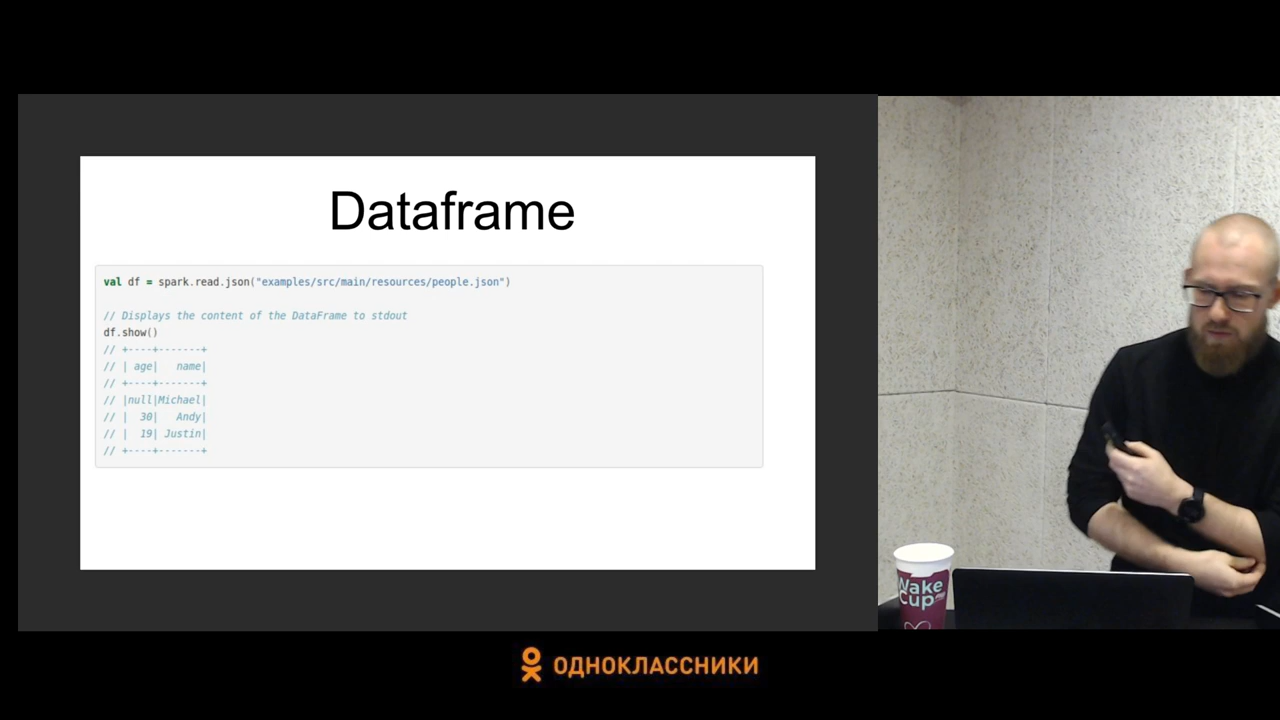 Dataframe
val df = spark.read.json("examples/src/main/resources/people.json")
// Displays the content of the DataFrame to stdout
df.show()
// +----+-------+
// | age|   name|
// +----+-------+
// |null|Michael|
// |  30|   Andy|
// |  19| Justin|
// +----+-------+
Wake
Cup
ОДНОКЛАССНИКИ